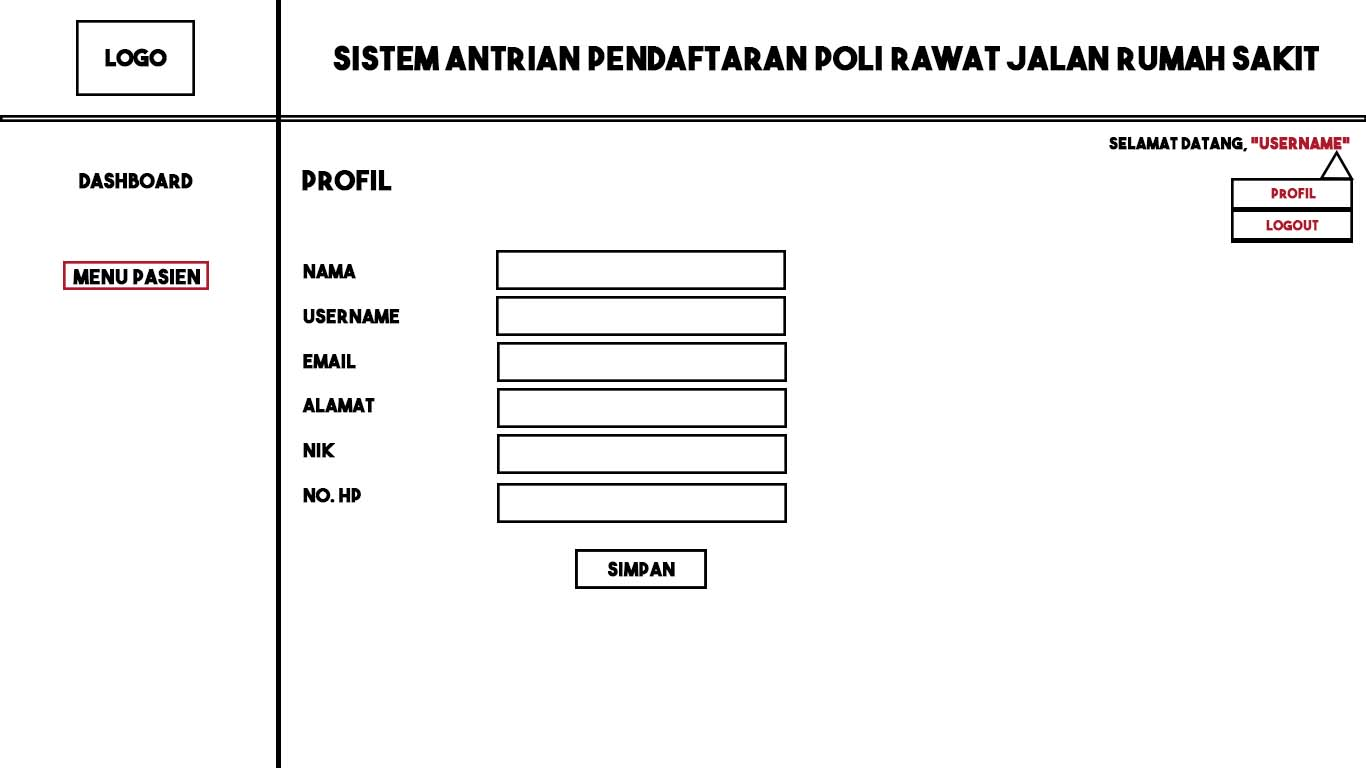 LOGO
SISTEM ANTRIAN PENDAFTARAN POLI RAWAT JALAN RUMAH SAKIT
SELAMAT DATANG, "USERNAME"
PROFIL
LOGOUT
DASHBOARD
MENU PASIEN
PROFIL
NAMA
USERNAME
EMAIL
ALAMAT
NIK
NO. HP
SIMPAN